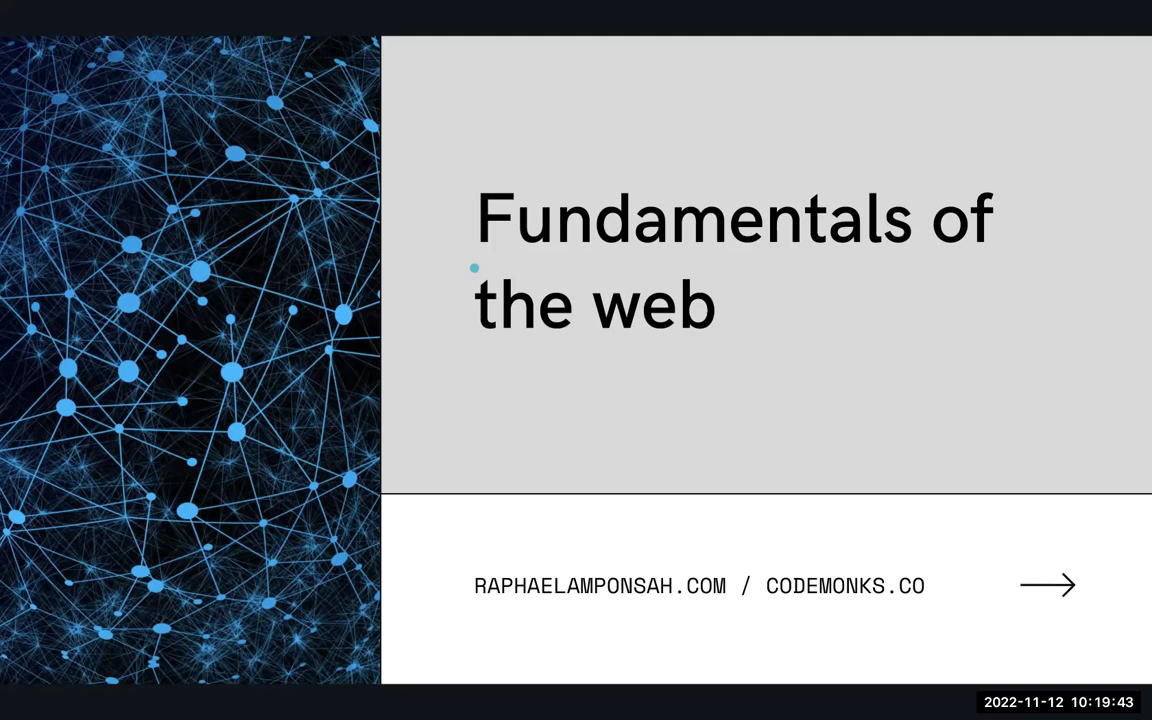 Fundamentals of
the web
RAPHAELAMPONSAH.COM / CODEMONKS.CO
2022-11-12 10:19:43